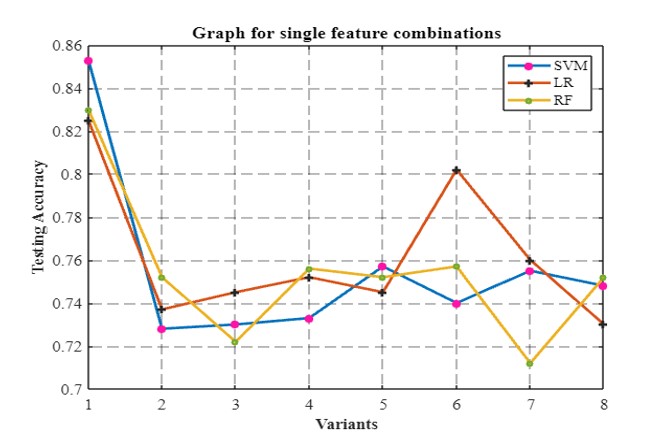 Graph for single feature combinations
0.86
0.84
0.82
0.8
0.78
0.76
0.74
0.72
0.7
Testing Accuracy
SVM
LR
RF
1 2 3 4 5 6 7 8
Variants